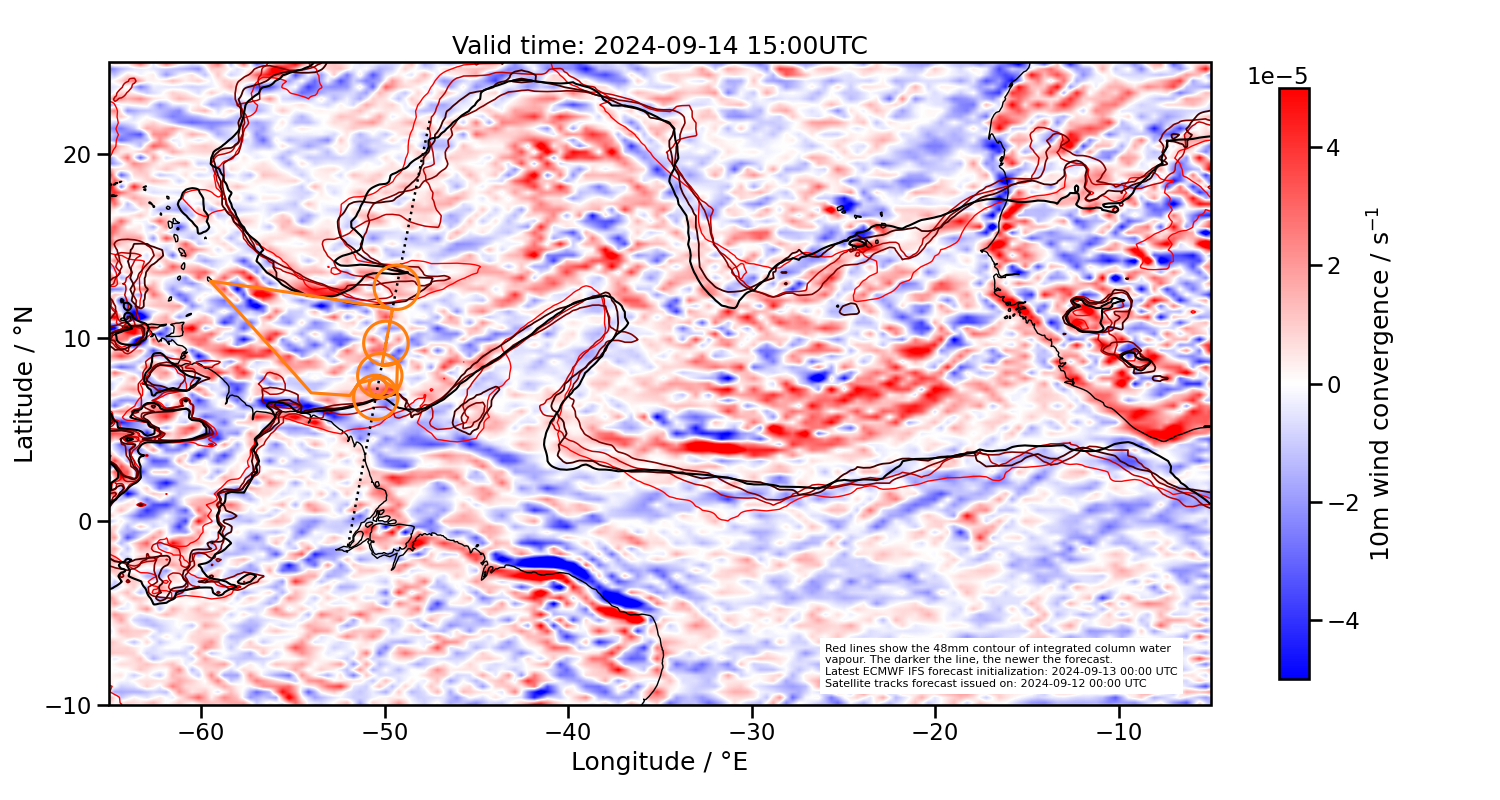 Valid time: 2024-09-14 15:00UTC
1e−5
20
10
0
−10
Latitude / °N
−60
−50
−40
−30
−20
−10
Longitude / °E
4
2
0
−2
−4
10m wind convergence / s⁻¹
Red lines show the 48mm contour of integrated column water
vapour. The darker the line, the newer the forecast.
Latest ECMWF IFS forecast initialization: 2024-09-13 00:00 UTC
Satellite tracks forecast issued on: 2024-09-12 00:00 UTC